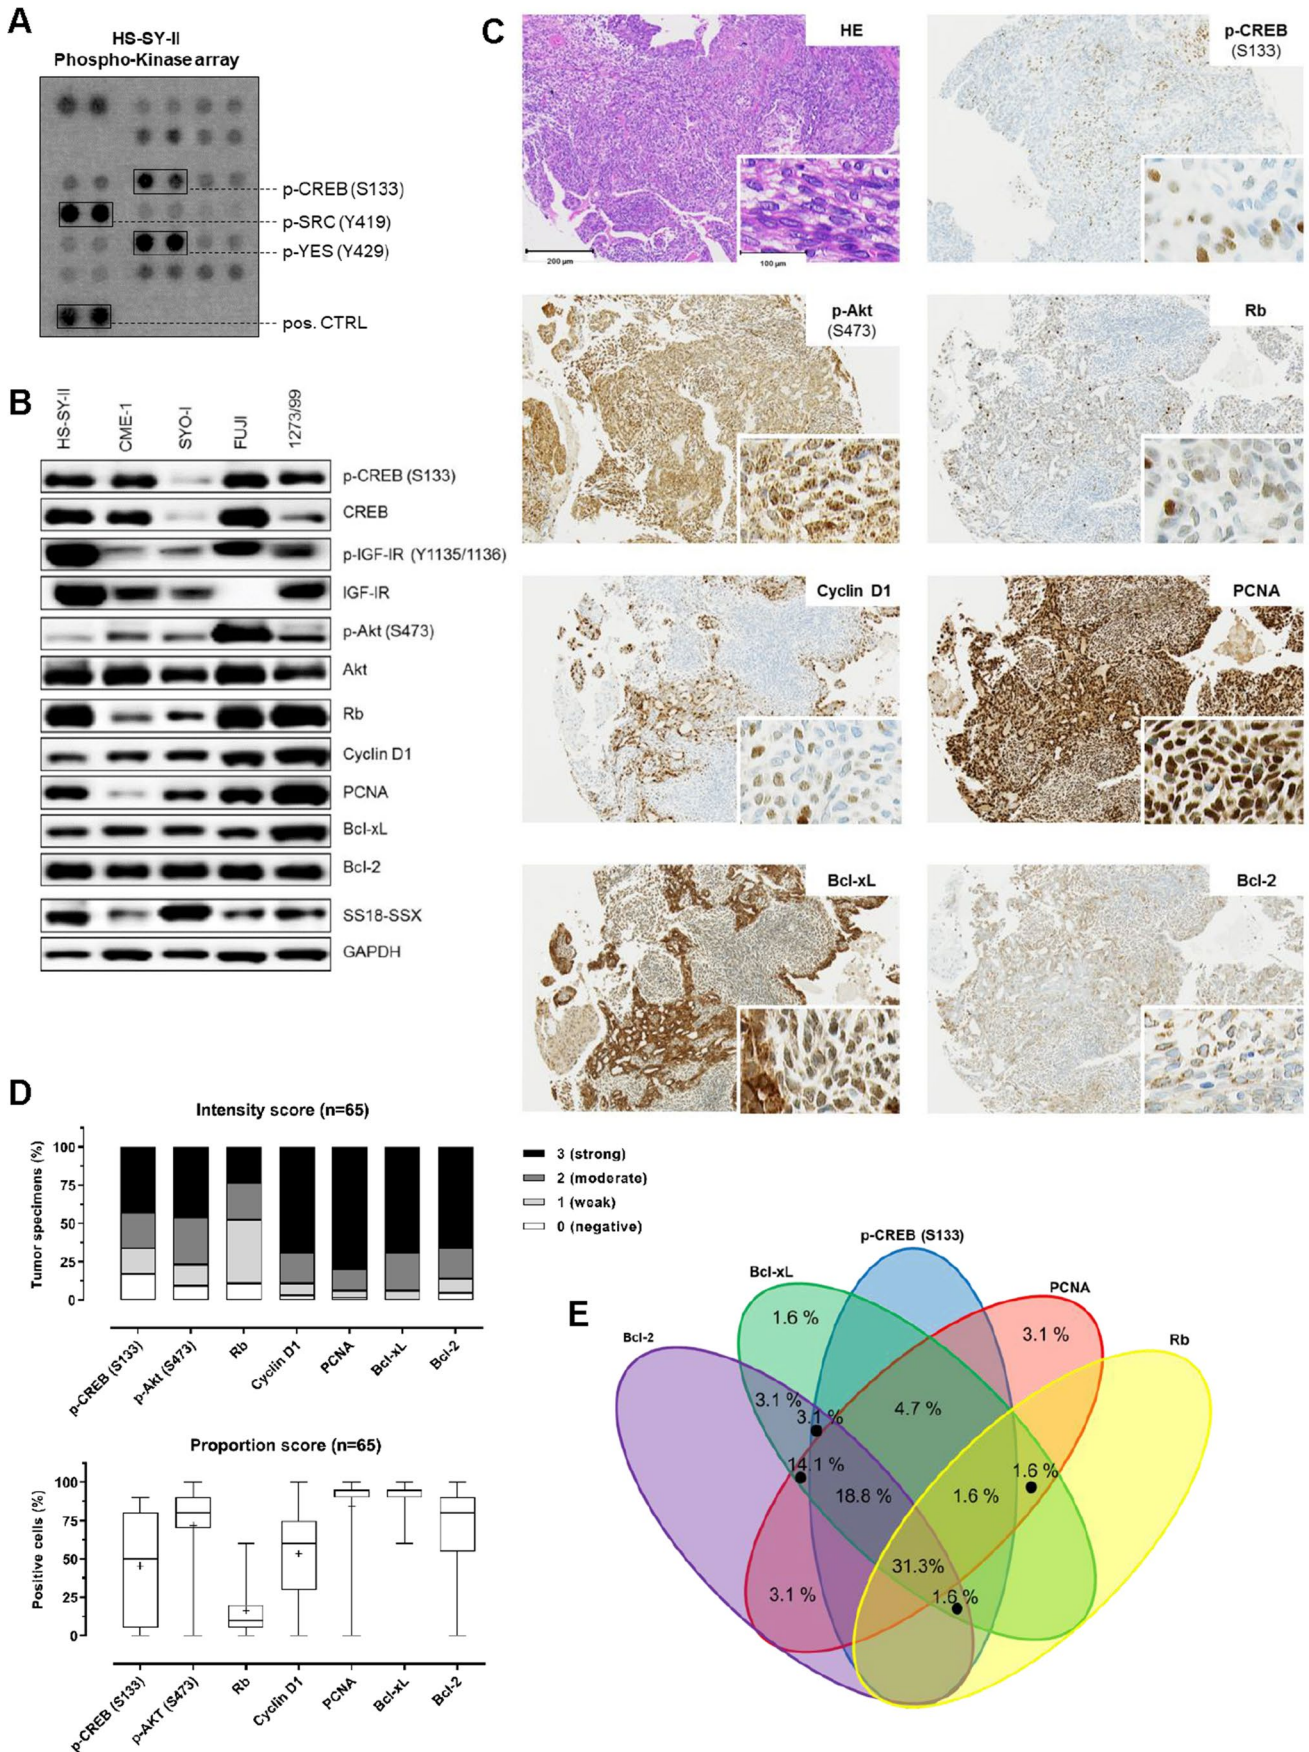 A
HS-SY-II
Phospho-Kinase array
p-CREB (S133)
p-SRC (Y419)
p-YES (Y429)
pos. CTRL
B
HS-SY-II
CME-1
SYO-I
FUJI
1273/99
p-CREB (S133)
CREB
p-IGF-IR (Y1135/1136)
IGF-IR
p-Akt (S473)
Akt
Rb
Cyclin D1
PCNA
Bcl-xL
Bcl-2
SS18-SSX
GAPDH
C
HE
200 µm
100 µm
p-CREB
(S133)
p-Akt
(S473)
Rb
Cyclin D1
PCNA
Bcl-xL
Bcl-2
D
Intensity score (n=65)
Tumor specimens (%)
100
75
50
25
0
p-CREB (S133)
p-Akt (S473)
Rb
Cyclin D1
PCNA
Bcl-xL
Bcl-2
3 (strong)
2 (moderate)
1 (weak)
0 (negative)
Proportion score (n=65)
Positive cells (%)
100
75
50
25
0
p-CREB (S133)
p-AKT (S473)
Rb
Cyclin D1
PCNA
Bcl-xL
Bcl-2
E
p-CREB (S133)
Bcl-xL
PCNA
Bcl-2
Rb
1.6 %
3.1 %
3.1 %
3.1 %
4.7 %
14.1 %
1.6 %
18.8 %
1.6 %
31.3%
3.1 %
1.6 %